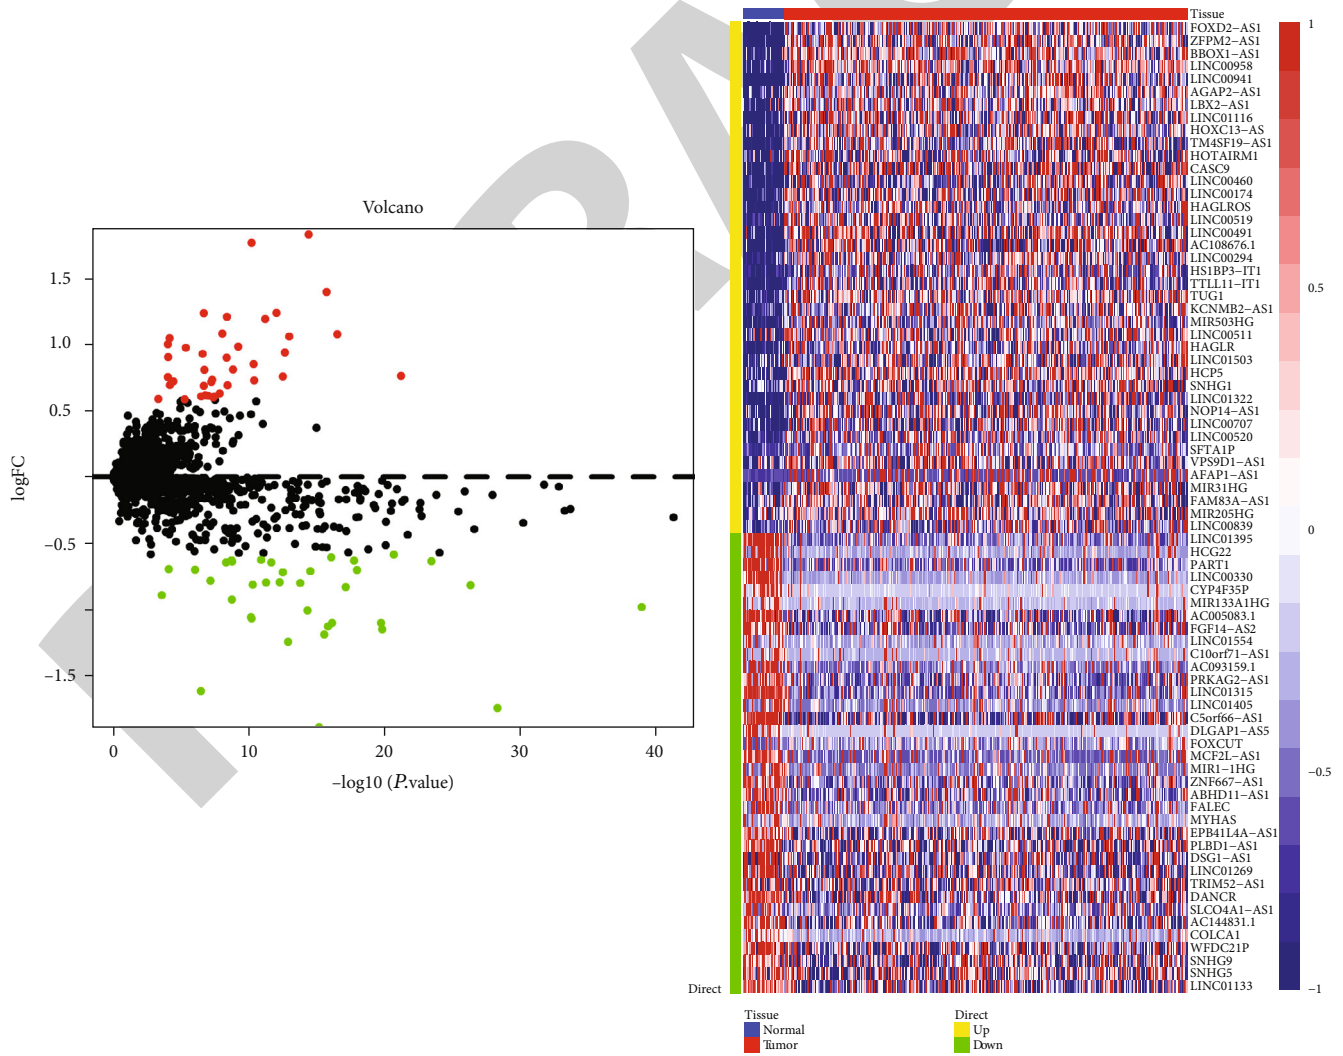 Volcano
logFC
1.5
1.0
0.5
0
−0.5
−1.5
0
10
20
30
40
−log10 (P.value)
Tissue
FOXD2−AS1
ZFPM2−AS1
BBOX1−AS1
LINC00958
LINC00941
AGAP2−AS1
LBX2−AS1
LINC01116
HOXC13−AS
TM4SF19−AS1
HOTAIRM1
CASC9
LINC00460
LINC00174
HAGLROS
LINC00519
LINC00491
AC108676.1
LINC00294
HS1BP3−IT1
TTLL11−IT1
TUG1
KCNMB2−AS1
MIR503HG
LINC00511
HAGLR
LINC01503
HCP5
SNHG1
LINC01322
NOP14−AS1
LINC00707
LINC00520
SFTA1P
VPS9D1−AS1
AFAP1−AS1
MIR31HG
FAM83A−AS1
MIR205HG
LINC00839
LINC01395
HCG22
PART1
LINC00330
CYP4F35P
MIR133A1HG
AC005083.1
FGF14−AS2
LINC01554
C10orf71−AS1
AC093159.1
PRKAG2−AS1
LINC01315
LINC01405
C5orf66−AS1
DLGAP1−AS5
FOXCUT
MCF2L−AS1
MIR1−1HG
ZNF667−AS1
ABHD11−AS1
FALEC
MYHAS
EPB41L4A−AS1
PLBD1−AS1
DSG1−AS1
LINC01269
TRIM52−AS1
DANCR
SLCO4A1−AS1
AC144831.1
COLCA1
WFDC21P
SNHG9
SNHG5
LINC01133
Direct
1
0.5
0
−0.5
−1
Tissue
Normal
Tumor
Direct
Up
Down